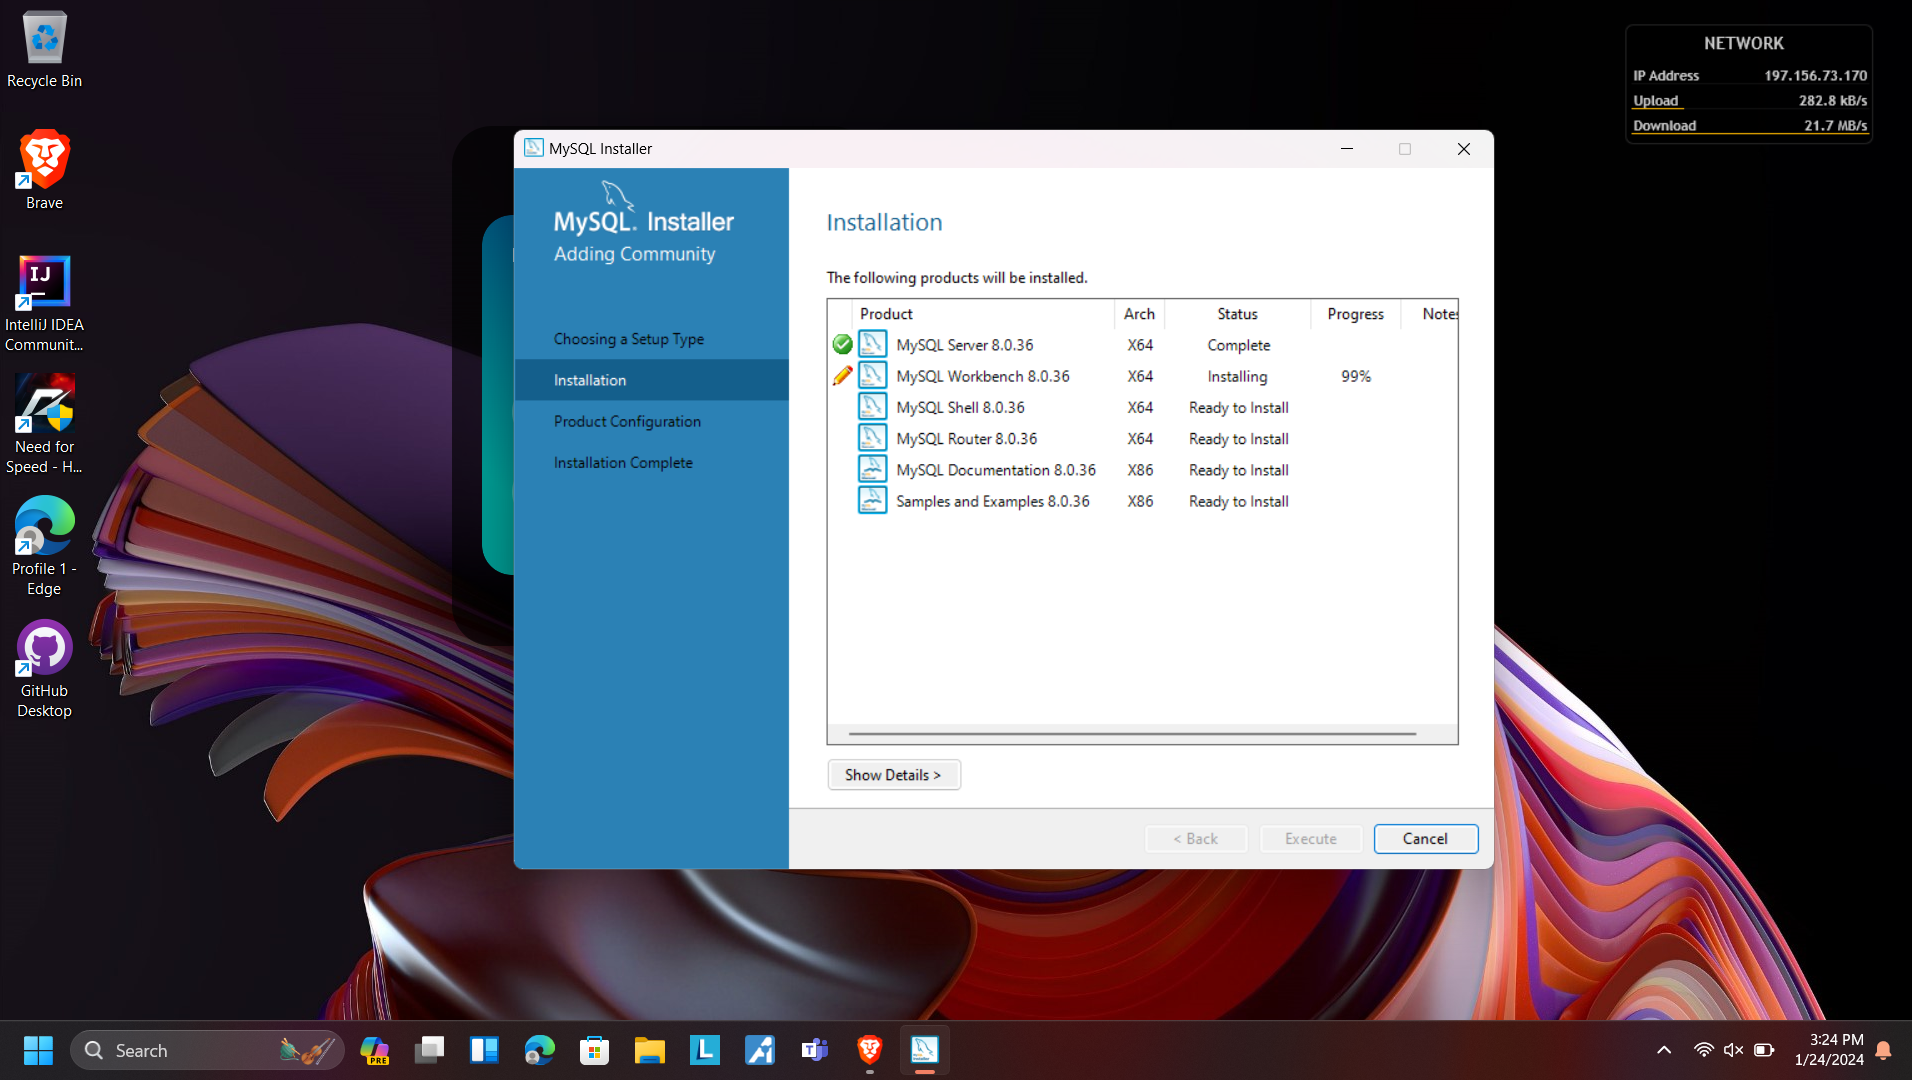 Recycle Bin
Brave
IntelliJ IDEA
Communit...
Need for
Speed - H...
Profile 1 -
Edge
GitHub
Desktop
NETWORK
IP Address 197.156.73.170
Upload 282.8 kB/s
Download 21.7 MB/s
MySQL Installer
MySQL. Installer
Adding Community
Choosing a Setup Type
Installation
Product Configuration
Installation Complete
Installation
The following products will be installed.
Product Arch Status Progress Notes
MySQL Server 8.0.36 X64 Complete
MySQL Workbench 8.0.36 X64 Installing 99%
MySQL Shell 8.0.36 X64 Ready to Install
MySQL Router 8.0.36 X64 Ready to Install
MySQL Documentation 8.0.36 X86 Ready to Install
Samples and Examples 8.0.36 X86 Ready to Install
Show Details >
< Back Execute Cancel
Search
PRE
3:24 PM
1/24/2024